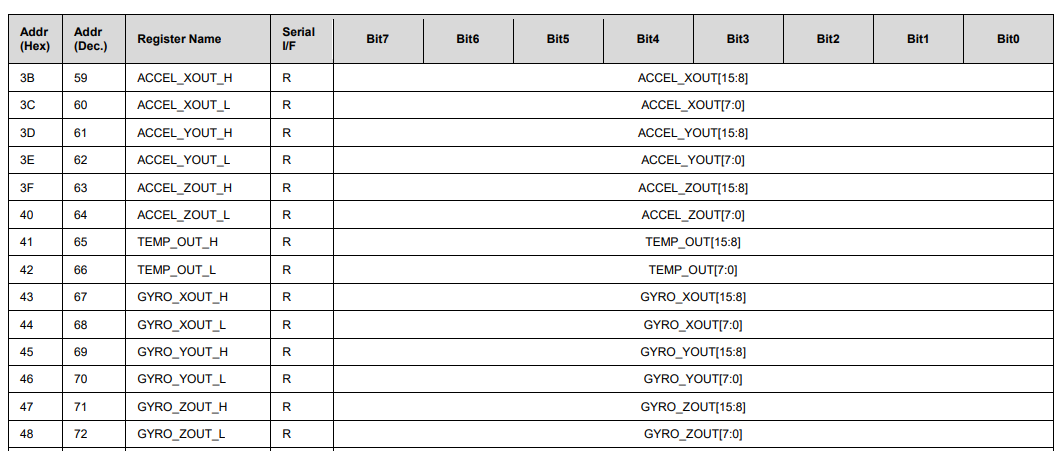 Addr (Hex) Addr (Dec.) Register Name Serial I/F Bit7 Bit6 Bit5 Bit4 Bit3 Bit2 Bit1 Bit0
3B 59 ACCEL_XOUT_H R ACCEL_XOUT[15:8]
3C 60 ACCEL_XOUT_L R ACCEL_XOUT[7:0]
3D 61 ACCEL_YOUT_H R ACCEL_YOUT[15:8]
3E 62 ACCEL_YOUT_L R ACCEL_YOUT[7:0]
3F 63 ACCEL_ZOUT_H R ACCEL_ZOUT[15:8]
40 64 ACCEL_ZOUT_L R ACCEL_ZOUT[7:0]
41 65 TEMP_OUT_H R TEMP_OUT[15:8]
42 66 TEMP_OUT_L R TEMP_OUT[7:0]
43 67 GYRO_XOUT_H R GYRO_XOUT[15:8]
44 68 GYRO_XOUT_L R GYRO_XOUT[7:0]
45 69 GYRO_YOUT_H R GYRO_YOUT[15:8]
46 70 GYRO_YOUT_L R GYRO_YOUT[7:0]
47 71 GYRO_ZOUT_H R GYRO_ZOUT[15:8]
48 72 GYRO_ZOUT_L R GYRO_ZOUT[7:0]